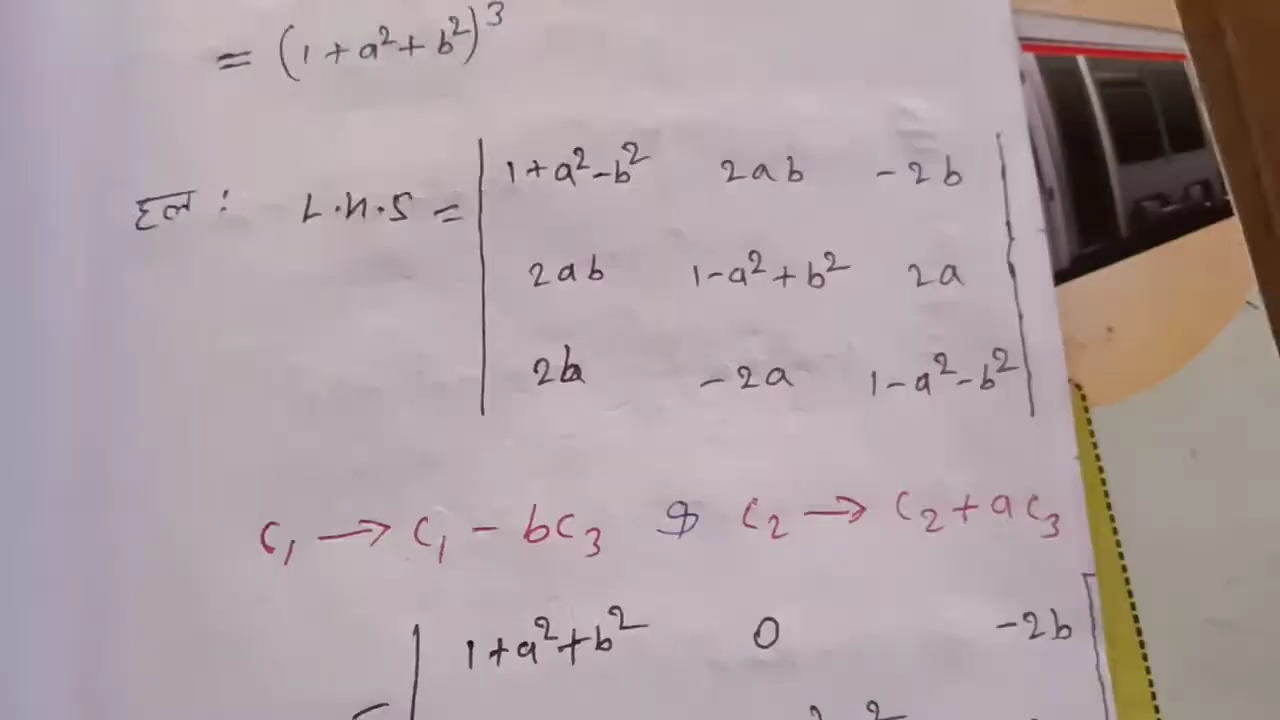 = (1+a²+b²)³
हल : L.H.S = | 1+a²-b² 2ab -2b |
| 2ab 1-a²+b² 2a |
| 2b -2a 1-a²-b² |
C₁ → C₁ - bC₃ & C₂ → C₂ + aC₃
= | 1+a²+b² 0 -2b |